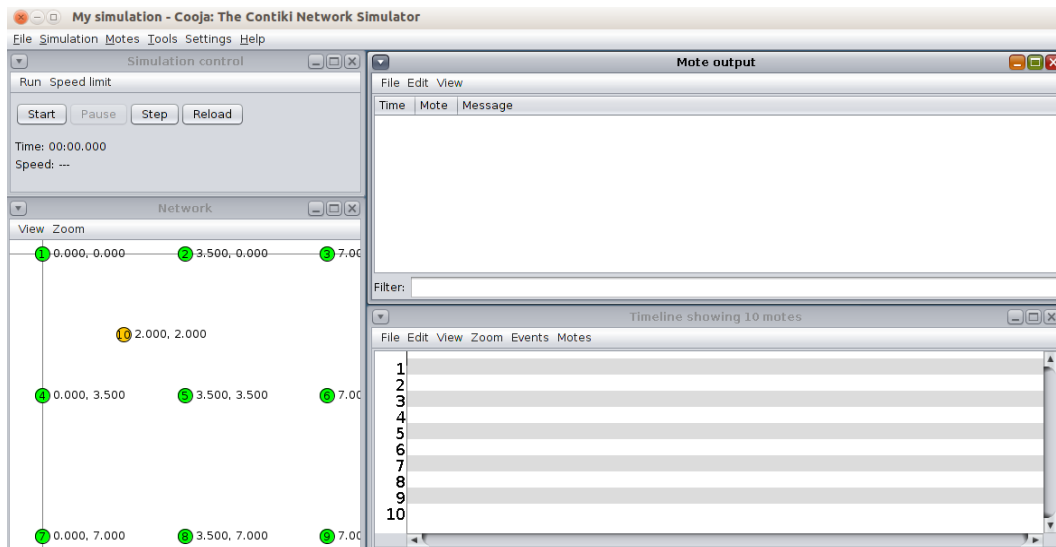 My simulation - Cooja: The Contiki Network Simulator
File Simulation Motes Tools Settings Help
Simulation control
Run Speed limit
Start Pause Step Reload
Time: 00:00.000
Speed: ---
Network
View Zoom
1 0.000, 0.000 2 3.500, 0.000 3 7.00
10 2.000, 2.000
4 0.000, 3.500 5 3.500, 3.500 6 7.00
7 0.000, 7.000 8 3.500, 7.000 9 7.00
Mote output
File Edit View
Time Mote Message
Filter:
Timeline showing 10 motes
File Edit View Zoom Events Motes
1
2
3
4
5
6
7
8
9
10